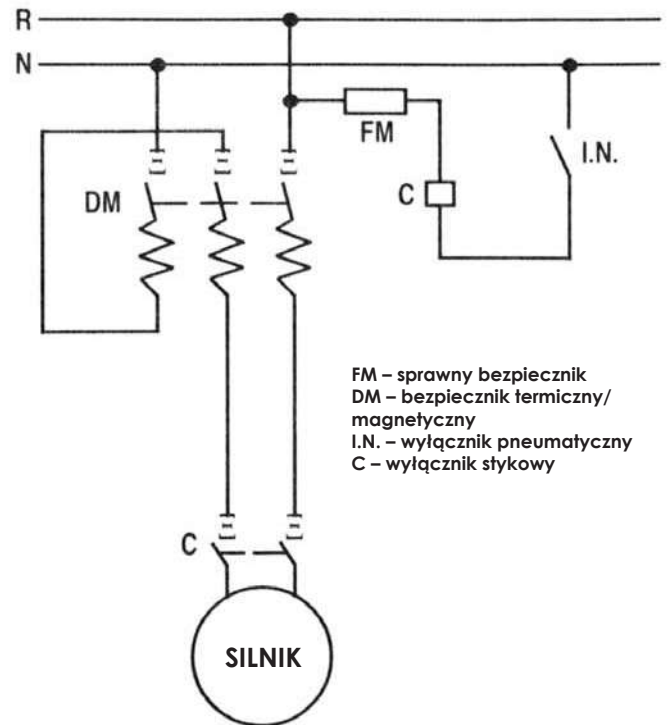 R
N
FM
I.N.
DM
C
FM – sprawny bezpiecznik
DM – bezpiecznik termiczny/
magnetyczny
I.N. – wyłącznik pneumatyczny
C – wyłącznik stykowy
C
SILNIK